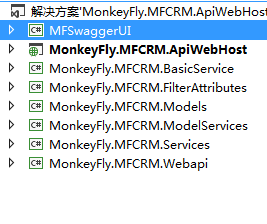 解决方案'MonkeyFly.MFCRM.ApiWebHost
MFSwaggerUI
MonkeyFly.MFCRM.ApiWebHost
MonkeyFly.MFCRM.BasicService
MonkeyFly.MFCRM.FilterAttributes
MonkeyFly.MFCRM.Models
MonkeyFly.MFCRM.ModelServices
MonkeyFly.MFCRM.Services
MonkeyFly.MFCRM.Webapi